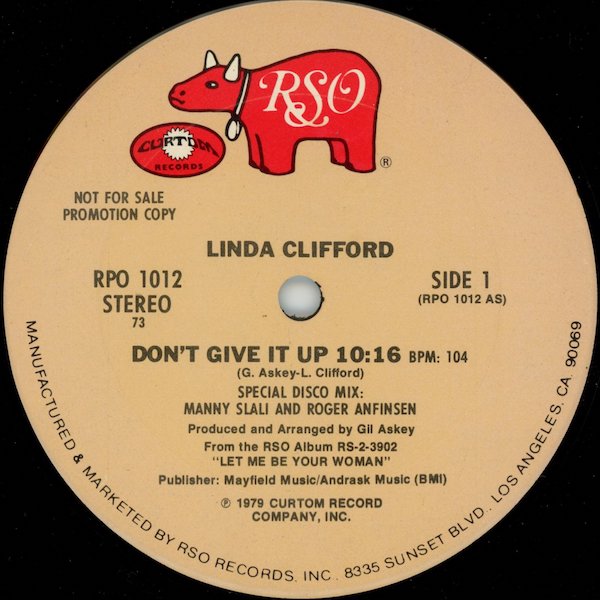 RSO
®
CURTOM
RECORDS
NOT FOR SALE
PROMOTION COPY
LINDA CLIFFORD
RPO 1012
STEREO
73
SIDE 1
(RPO 1012 AS)
DON'T GIVE IT UP 10:16 BPM: 104
(G. Askey-L. Clifford)
SPECIAL DISCO MIX:
MANNY SLALI AND ROGER ANFINSEN
Produced and Arranged by Gil Askey
From the RSO Album RS-2-3902
"LET ME BE YOUR WOMAN"
Publisher: Mayfield Music/Andrask Music (BMI)
℗ 1979 CURTOM RECORD
COMPANY, INC.
MANUFACTURED & MARKETED BY RSO RECORDS, INC. 8335 SUNSET BLVD. LOS ANGELES, CA. 90069